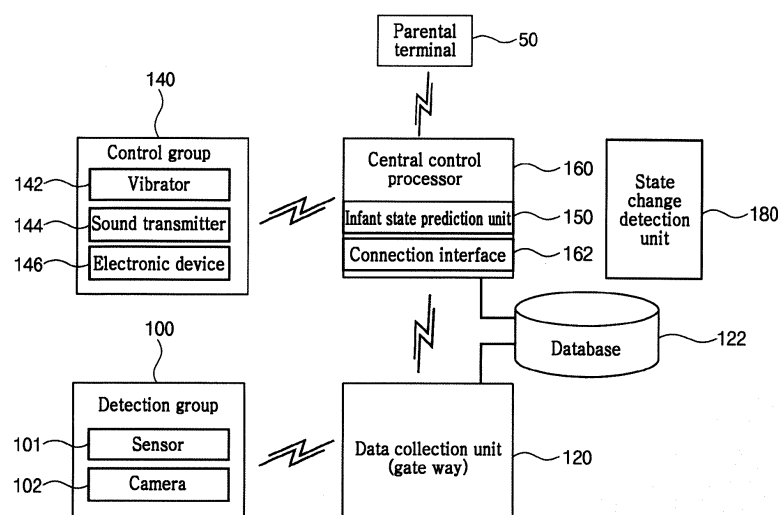 Parental
terminal
50
140
Control group
142
Vibrator
144
Sound transmitter
146
Electronic device
Central control
processor
160
Infant state prediction unit
150
Connection interface
162
State
change
detection
unit
180
Database
122
100
Detection group
101
Sensor
102
Camera
Data collection unit
(gate way)
120